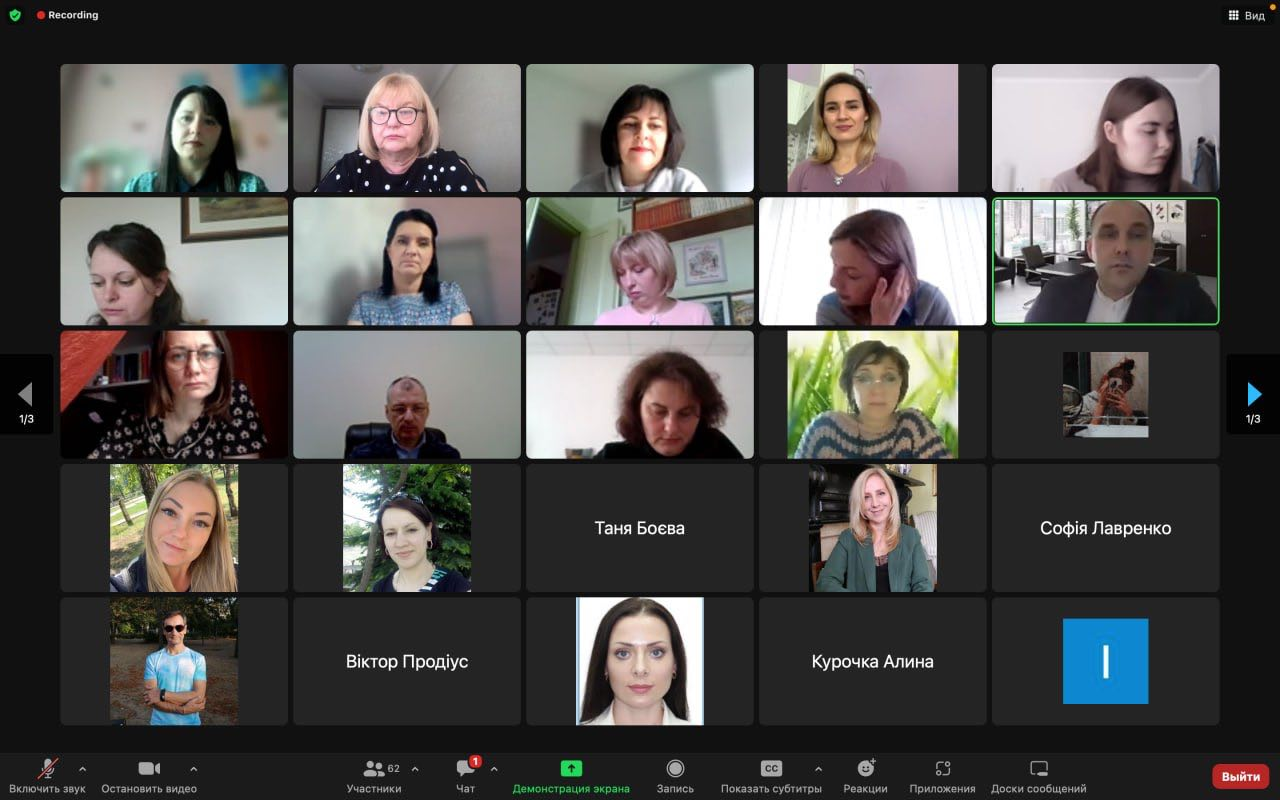 Recording
Вид
1/3
1/3
Таня Боєва
Софія Лавренко
Віктор Продіус
Курочка Алина
I
Включить звук
Остановить видео
62
Участники
1
Чат
Демонстрация экрана
Запись
CC
Показать субтитры
Реакции
Приложения
Доски сообщений
Выйти